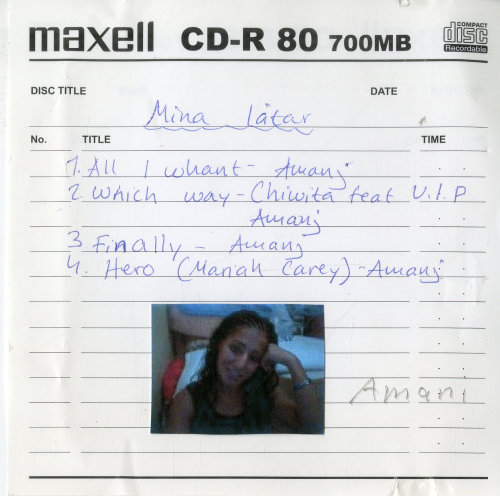 maxell CD-R 80 700MB COMPACT disc Recordable
DISC TITLE DATE
Mina låtar
No. TITLE TIME
1. All I whant - Amanj
2. Which way - Chiwita feat V.I.P
Amanj
3 Finally - Amanj
4. Hero (Mariah Carey) - Amanj
Amani